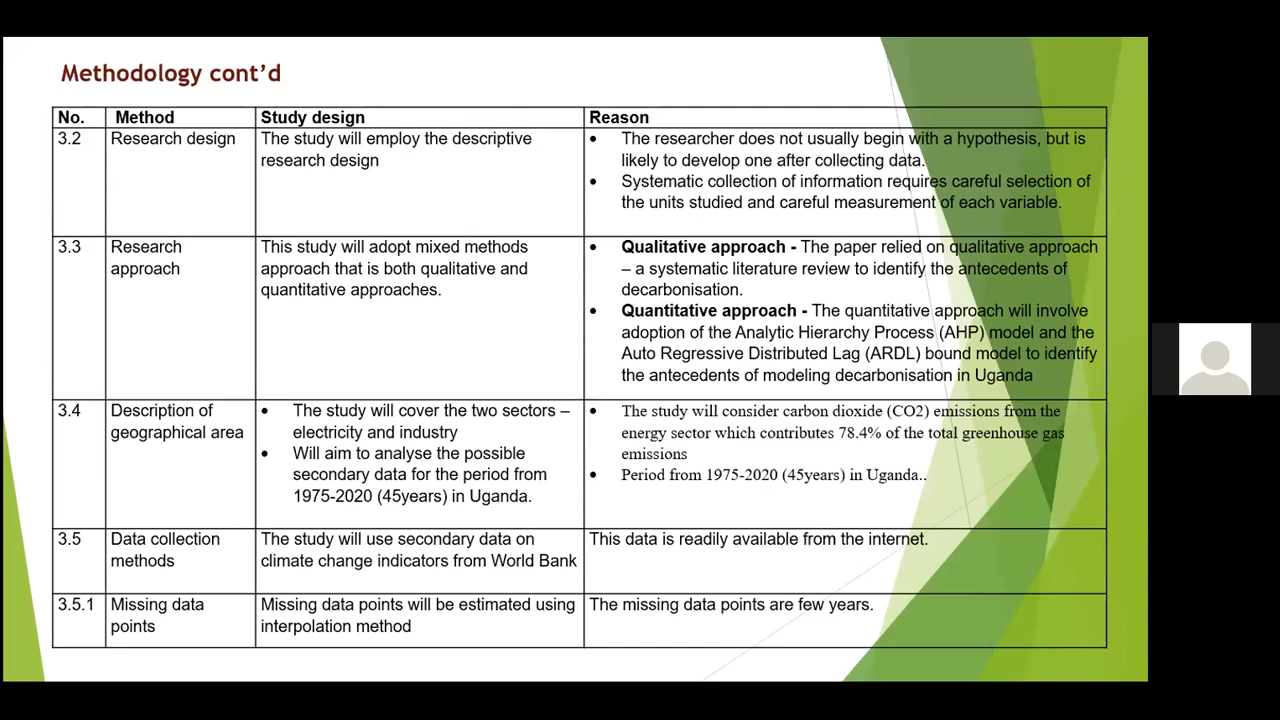 Methodology cont’d
No. Method Study design Reason
3.2 Research design The study will employ the descriptive
research design
• The researcher does not usually begin with a hypothesis, but is
likely to develop one after collecting data.
• Systematic collection of information requires careful selection of
the units studied and careful measurement of each variable.
3.3 Research
approach
This study will adopt mixed methods
approach that is both qualitative and
quantitative approaches.
• Qualitative approach - The paper relied on qualitative approach
– a systematic literature review to identify the antecedents of
decarbonisation.
• Quantitative approach - The quantitative approach will involve
adoption of the Analytic Hierarchy Process (AHP) model and the
Auto Regressive Distributed Lag (ARDL) bound model to identify
the antecedents of modeling decarbonisation in Uganda
3.4 Description of
geographical area
• The study will cover the two sectors –
electricity and industry
• Will aim to analyse the possible
secondary data for the period from
1975-2020 (45years) in Uganda.
• The study will consider carbon dioxide (CO2) emissions from the
energy sector which contributes 78.4% of the total greenhouse gas
emissions
• Period from 1975-2020 (45years) in Uganda..
3.5 Data collection
methods
The study will use secondary data on
climate change indicators from World Bank
This data is readily available from the internet.
3.5.1 Missing data
points
Missing data points will be estimated using
interpolation method
The missing data points are few years.